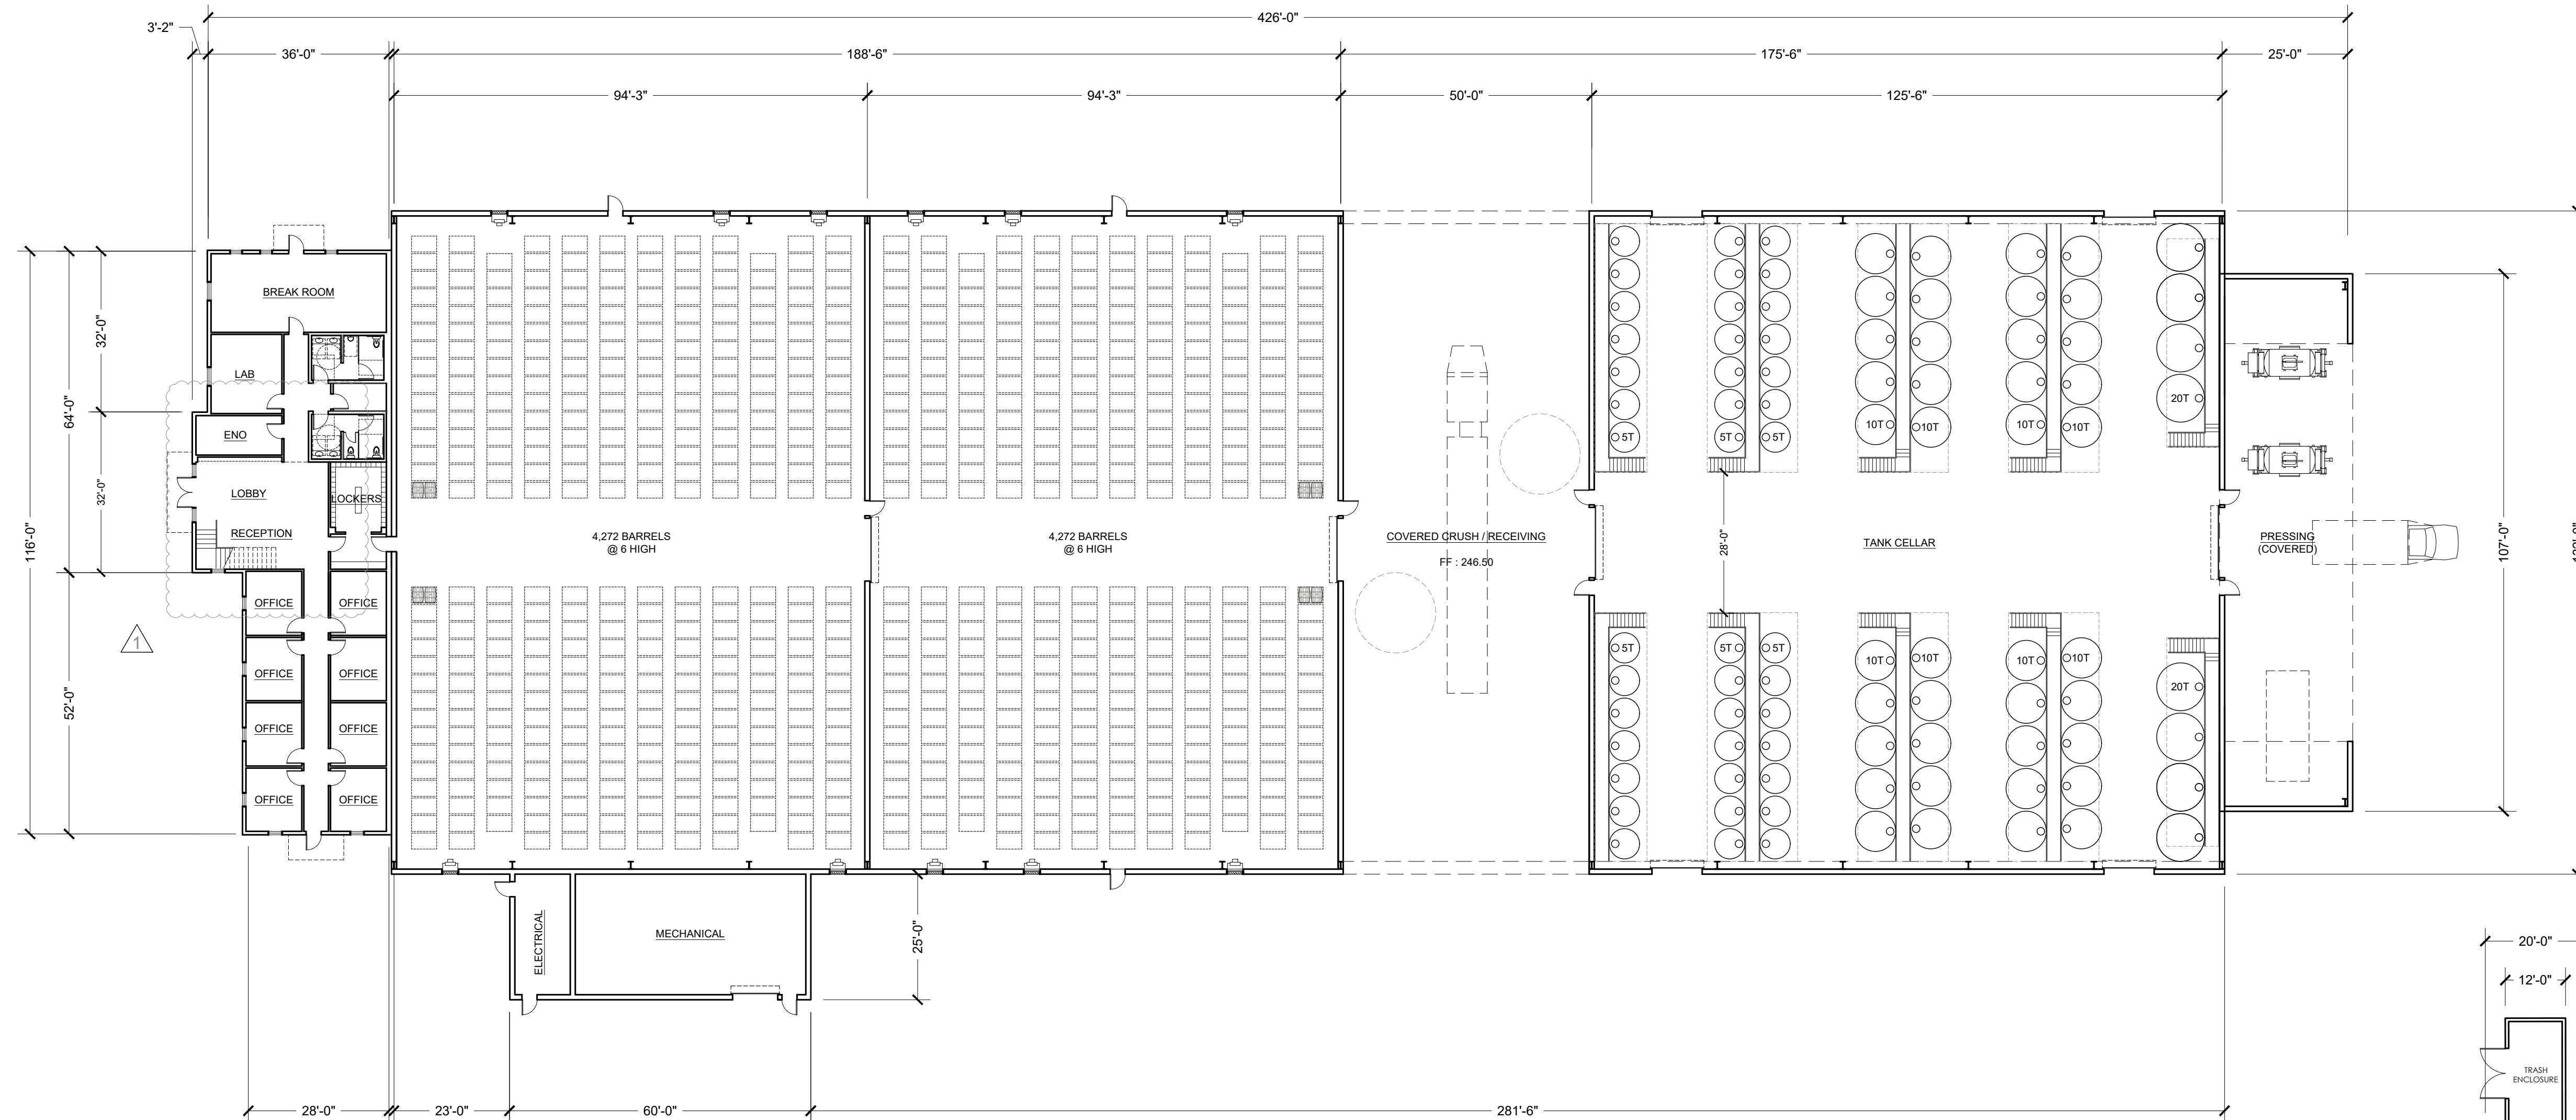 426'-0"
3'-2"
36'-0"
188'-6"
175'-6"
25'-0"
94'-3"
94'-3"
50'-0"
125'-6"
BREAK ROOM
32'-0"
LAB
64'-0"
20T
10T
10T
10T
10T
ENO
5T
5T
5T
32'-0"
LOBBY
LOCKERS
RECEPTION
116'-0"
4,272 BARRELS
@ 6 HIGH
4,272 BARRELS
@ 6 HIGH
COVERED CRUSH / RECEIVING
FF : 246.50
28'-0"
TANK CELLAR
PRESSING
(COVERED)
107'-0"
OFFICE
OFFICE
1
5T
5T
5T
10T
10T
10T
10T
OFFICE
OFFICE
20T
52'-0"
OFFICE
OFFICE
OFFICE
OFFICE
ELECTRICAL
MECHANICAL
25'-0"
20'-0"
12'-0"
TRASH
ENCLOSURE
28'-0"
23'-0"
60'-0"
281'-6"